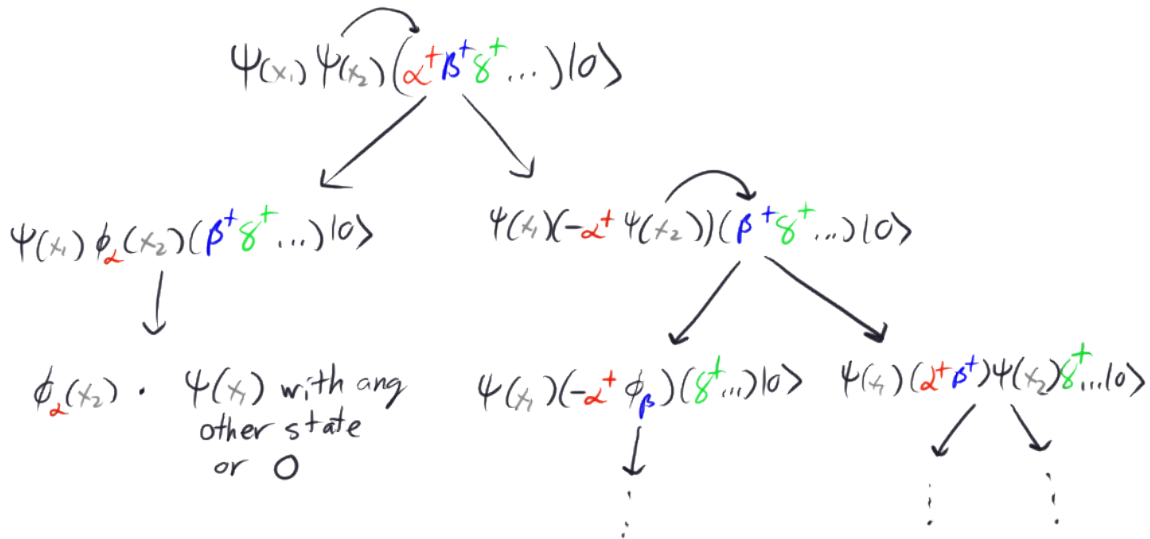 ψ(x₁) ψ(x₂) (α⁺β⁺γ⁺...)|0⟩
ψ(x₁) ϕ_α(x₂) (β⁺γ⁺...)|0⟩
ψ(x₁)(-α⁺ ψ(x₂))(β⁺γ⁺...)|0⟩
ϕ_α(x₂) · ψ(x₁) with any
other state
or 0
ψ(x₁)(-α⁺ ϕ_β)(γ⁺...)|0⟩
ψ(x₁)(α⁺β⁺)ψ(x₂)γ⁺...|0⟩